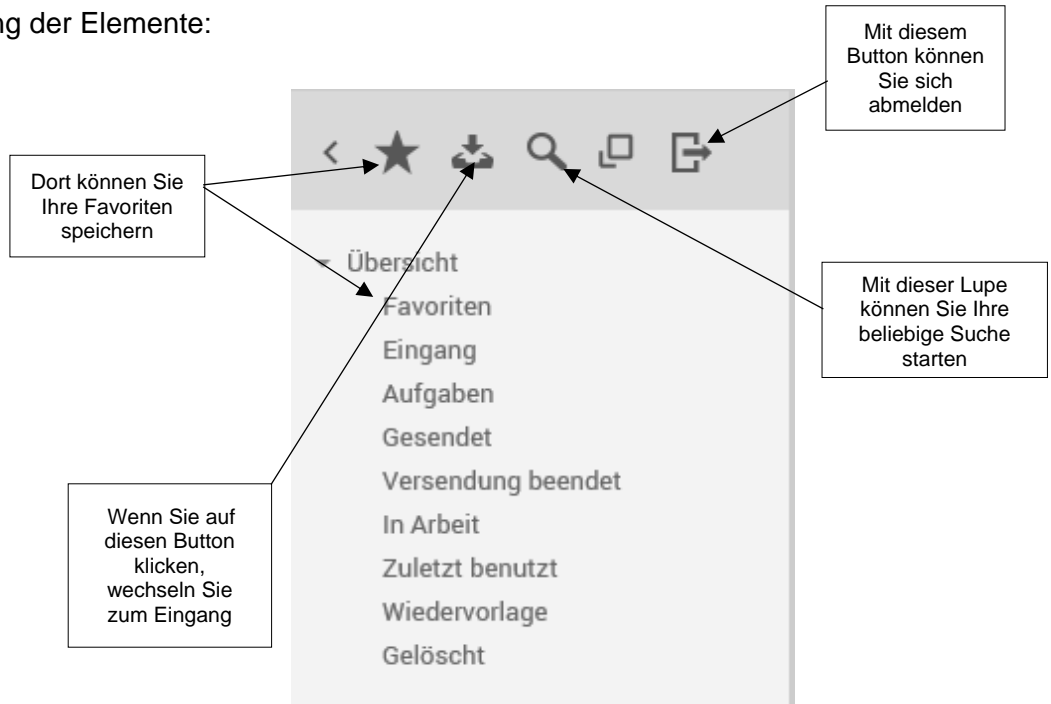 g der Elemente:
Mit diesem
Button können
Sie sich
abmelden
Dort können Sie
Ihre Favoriten
speichern
Übersicht
Favoriten
Eingang
Aufgaben
Gesendet
Versendung beendet
In Arbeit
Zuletzt benutzt
Wiedervorlage
Gelöscht
Mit dieser Lupe
können Sie Ihre
beliebige Suche
starten
Wenn Sie auf
diesen Button
klicken,
wechseln Sie
zum Eingang